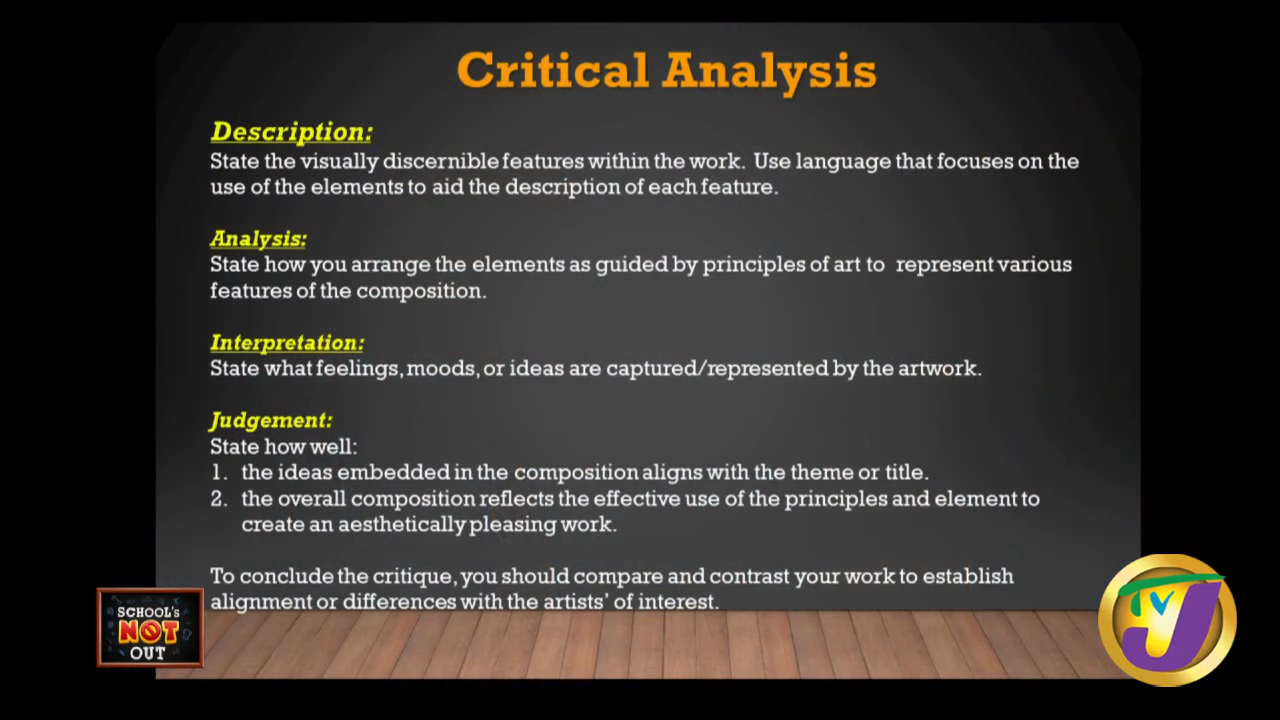 Critical Analysis
Description:
State the visually discernible features within the work. Use language that focuses on the
use of the elements to aid the description of each feature.
Analysis:
State how you arrange the elements as guided by principles of art to represent various
features of the composition.
Interpretation:
State what feelings, moods, or ideas are captured/represented by the artwork.
Judgement:
State how well:
1. the ideas embedded in the composition aligns with the theme or title.
2. the overall composition reflects the effective use of the principles and element to
create an aesthetically pleasing work.
To conclude the critique, you should compare and contrast your work to establish
alignment or differences with the artists' of interest.
SCHOOL's
NOT
OUT
TVJ